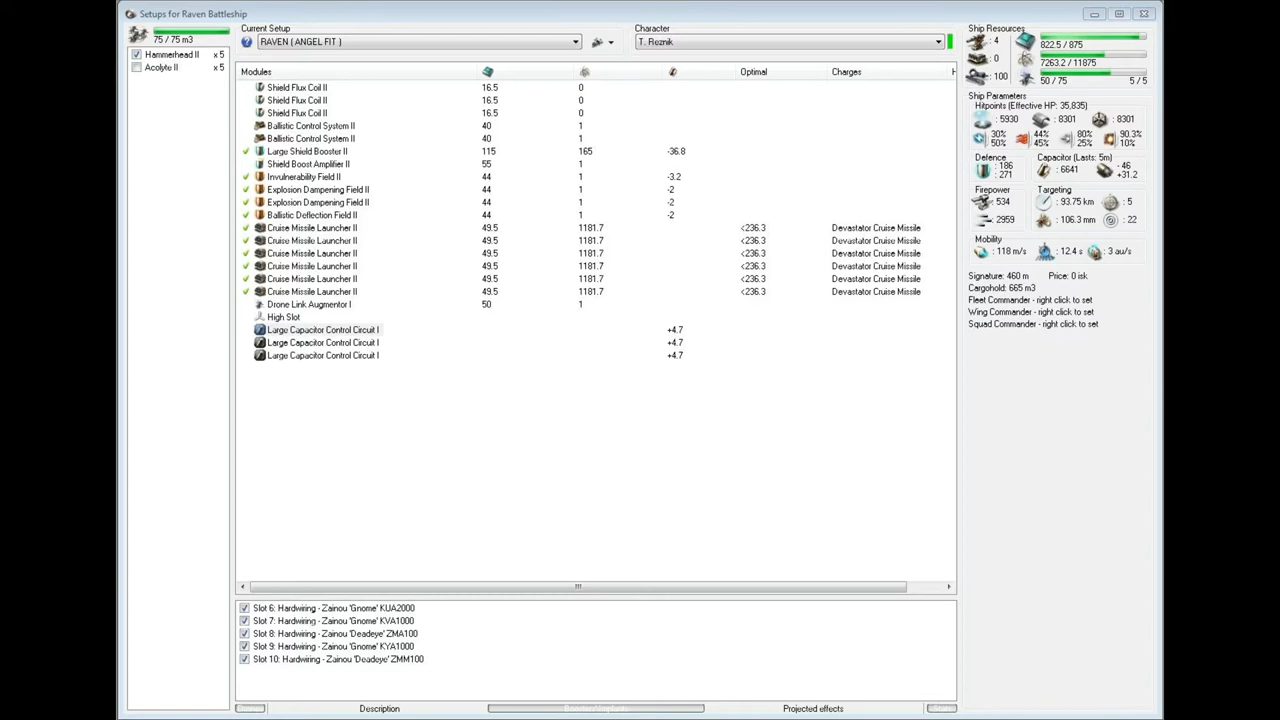 Setups for Raven Battleship
75 / 75 m3
Hammerhead II x 5
Acolyte II x 5
Current Setup
RAVEN ( ANGEL FIT )
Character
T. Reznik
Modules Optimal Charges H
Shield Flux Coil II 16.5 0
Shield Flux Coil II 16.5 0
Shield Flux Coil II 16.5 0
Ballistic Control System II 40 1
Ballistic Control System II 40 1
Large Shield Booster II 115 165 -36.8
Shield Boost Amplifier II 55 1
Invulnerability Field II 44 1 -3.2
Explosion Dampening Field II 44 1 -2
Explosion Dampening Field II 44 1 -2
Ballistic Deflection Field II 44 1 -2
Cruise Missile Launcher II 49.5 1181.7 <236.3 Devastator Cruise Missile
Cruise Missile Launcher II 49.5 1181.7 <236.3 Devastator Cruise Missile
Cruise Missile Launcher II 49.5 1181.7 <236.3 Devastator Cruise Missile
Cruise Missile Launcher II 49.5 1181.7 <236.3 Devastator Cruise Missile
Cruise Missile Launcher II 49.5 1181.7 <236.3 Devastator Cruise Missile
Cruise Missile Launcher II 49.5 1181.7 <236.3 Devastator Cruise Missile
Drone Link Augmentor I 50 1
High Slot
Large Capacitor Control Circuit I +4.7
Large Capacitor Control Circuit I +4.7
Large Capacitor Control Circuit I +4.7
Slot 6: Hardwiring - Zainou 'Gnome' KUA2000
Slot 7: Hardwiring - Zainou 'Gnome' KVA1000
Slot 8: Hardwiring - Zainou 'Deadeye' ZMA100
Slot 9: Hardwiring - Zainou 'Gnome' KYA1000
Slot 10: Hardwiring - Zainou 'Deadeye' ZMM100
Description
Projected effects
Ship Resources
: 4 822.5 / 875
: 0 7263.2 / 11875
: 100 50 / 75 5 / 5
Ship Parameters
Hitpoints (Effective HP: 35,835)
: 5930 : 8301 : 8301
30% 44% 80% 90.3%
50% 45% 25% 10%
Defence Capacitor (Lasts: 5m)
: 186 : 6641 : -46
: 271 +31.2
Firepower Targeting
: 534 : 93.75 km : 5
: 2959 : 106.3 mm : 22
Mobility
: 118 m/s : 12.4 s : 3 au/s
Signature: 460 m Price: 0 isk
Cargohold: 665 m3
Fleet Commander - right click to set
Wing Commander - right click to set
Squad Commander - right click to set